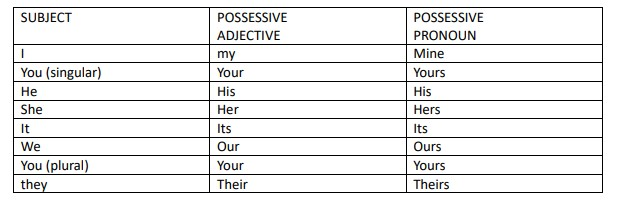 SUBJECT POSSESSIVE ADJECTIVE POSSESSIVE PRONOUN
I my Mine
You (singular) Your Yours
He His His
She Her Hers
It Its Its
We Our Ours
You (plural) Your Yours
they Their Theirs